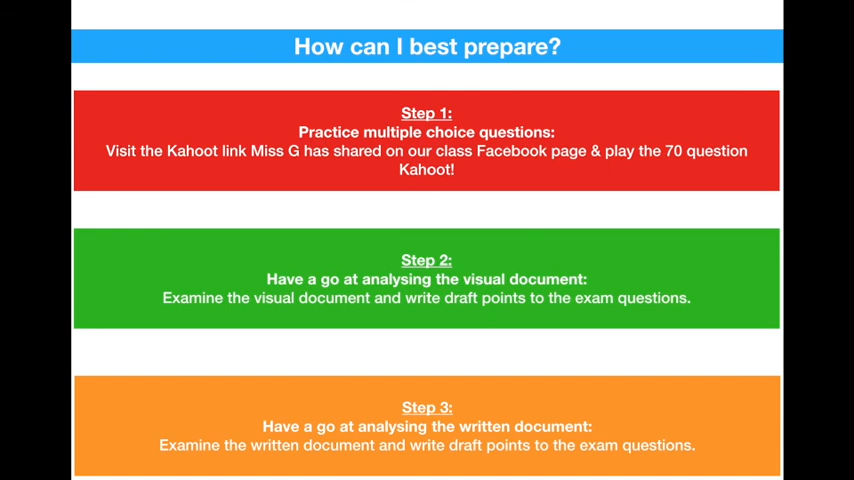 How can I best prepare?
Step 1:
Practice multiple choice questions:
Visit the Kahoot link Miss G has shared on our class Facebook page & play the 70 question
Kahoot!
Step 2:
Have a go at analysing the visual document:
Examine the visual document and write draft points to the exam questions.
Step 3:
Have a go at analysing the written document:
Examine the written document and write draft points to the exam questions.